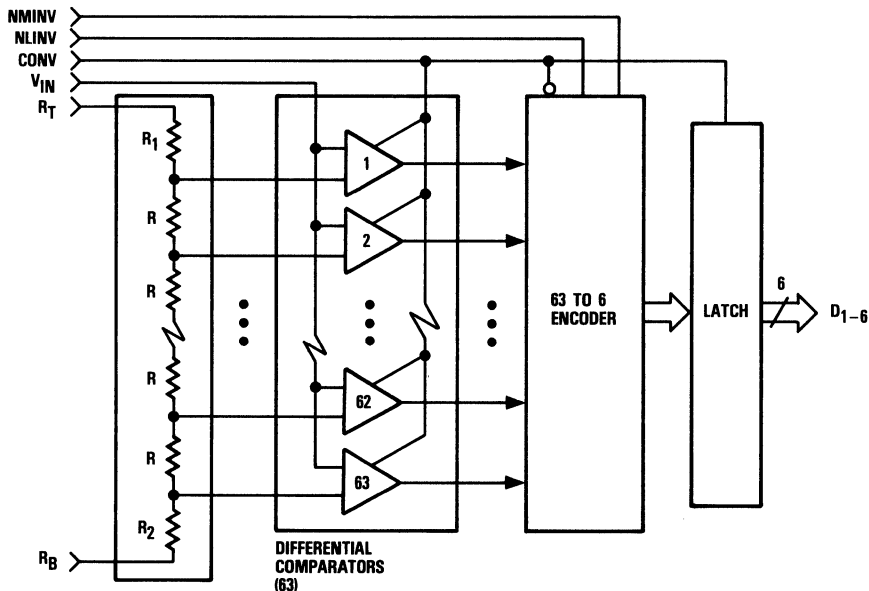 NMINV
NLINV
CONV
VIN
RT
R1
R
R
R
R
R2
RB
1
2
62
63
DIFFERENTIAL
COMPARATORS
(63)
63 TO 6
ENCODER
LATCH
6
D1–6